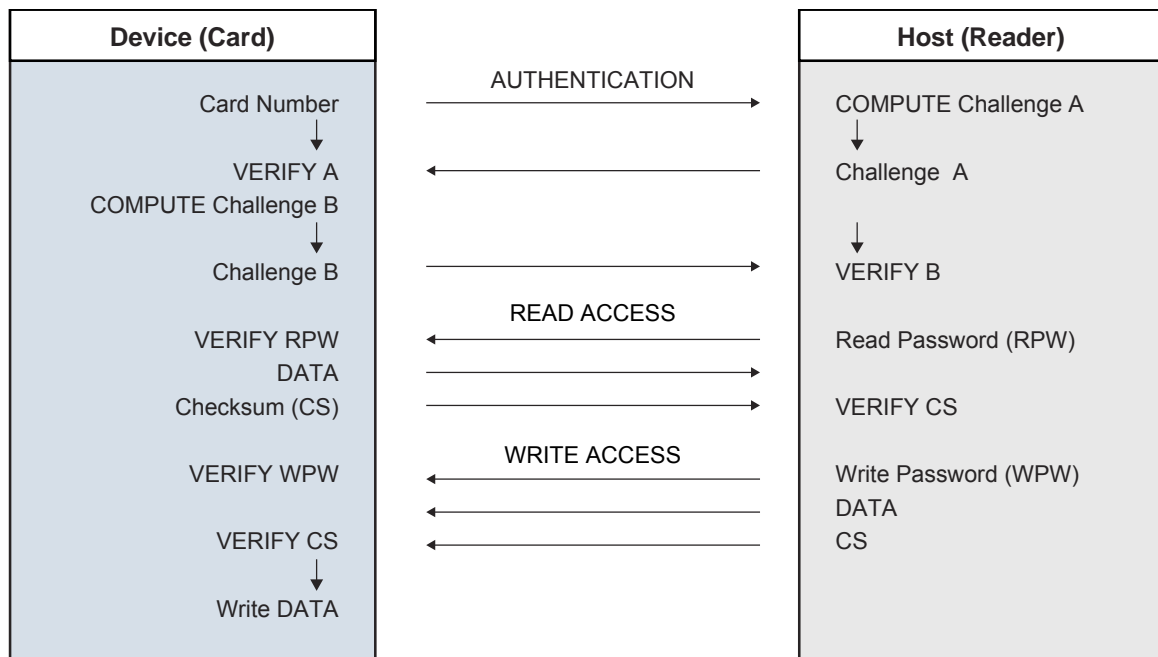 Device (Card)
Host (Reader)
AUTHENTICATION
Card Number
COMPUTE Challenge A
VERIFY A
Challenge A
COMPUTE Challenge B
Challenge B
VERIFY B
READ ACCESS
VERIFY RPW
Read Password (RPW)
DATA
Checksum (CS)
VERIFY CS
WRITE ACCESS
VERIFY WPW
Write Password (WPW)
DATA
VERIFY CS
CS
Write DATA